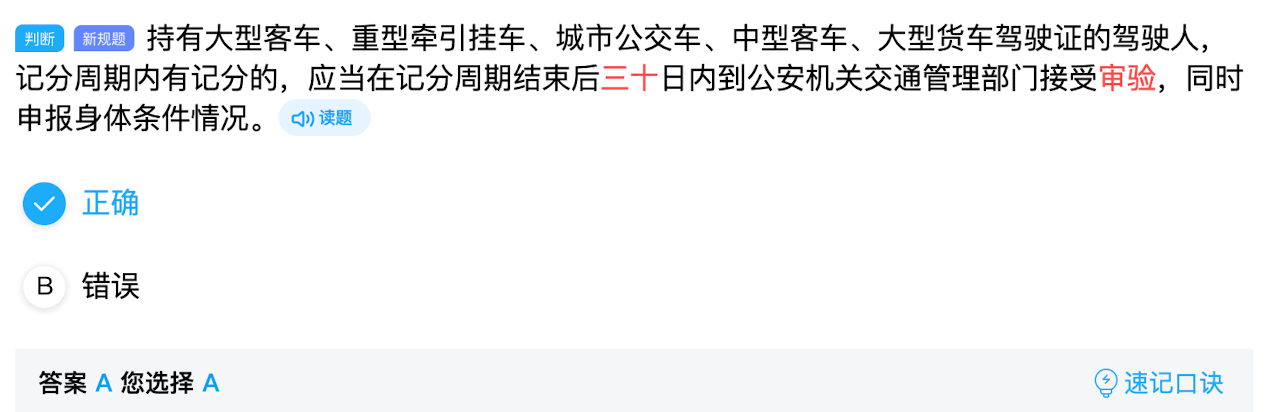 判断 新规题 持有大型客车、重型牵引挂车、城市公交车、中型客车、大型货车驾驶证的驾驶人，
记分周期内有记分的，应当在记分周期结束后三十日内到公安机关交通管理部门接受审验，同时
申报身体条件情况。 读题
正确
B 错误
答案 A 您选择 A 速记口诀